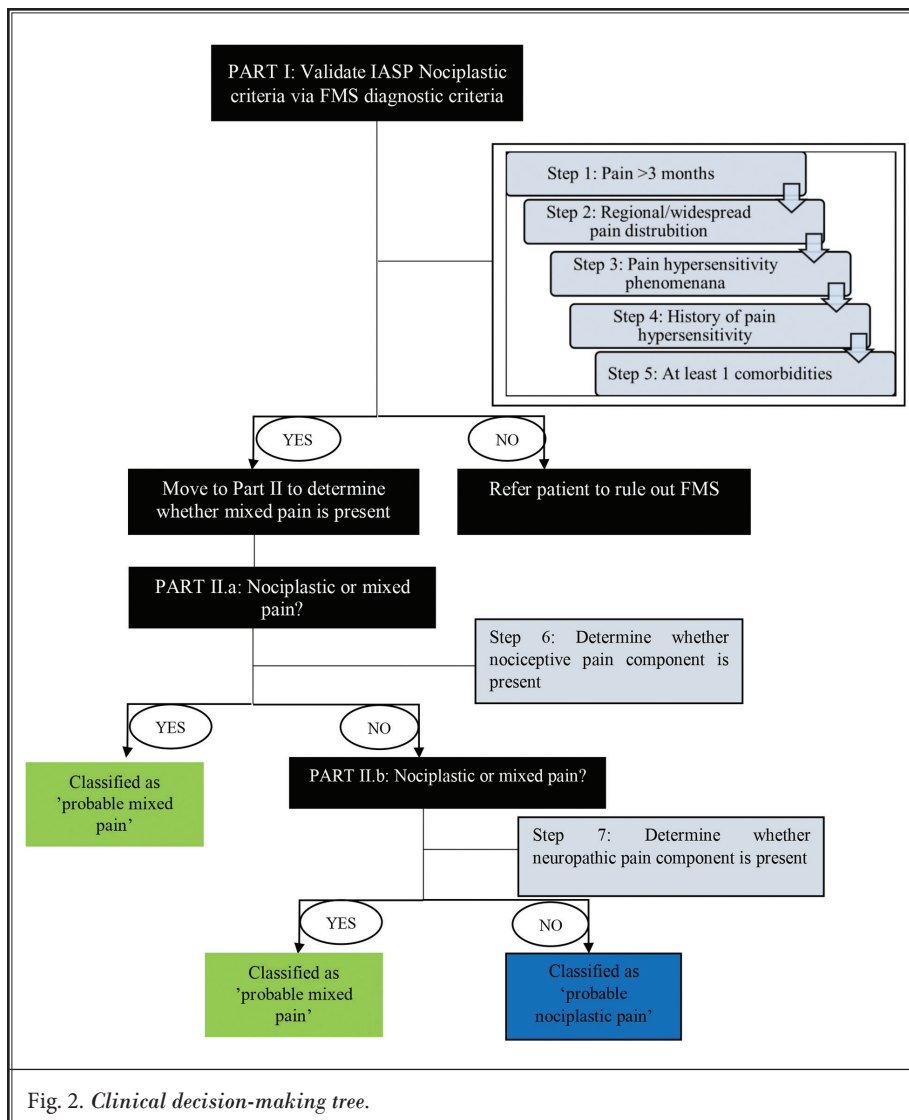 PART I: Validate IASP Nociplastic
criteria via FMS diagnostic criteria
Step 1: Pain >3 months
Step 2: Regional/widespread
pain distrubition
Step 3: Pain hypersensitivity
phenomenana
Step 4: History of pain
hypersensitivity
Step 5: At least 1 comorbidities
YES
NO
Move to Part II to determine
whether mixed pain is present
Refer patient to rule out FMS
PART II.a: Nociplastic or mixed
pain?
Step 6: Determine whether
nociceptive pain component is
present
YES
NO
Classified as
’probable mixed
pain’
PART II.b: Nociplastic or mixed pain?
Step 7: Determine whether
neuropathic pain component is present
YES
NO
Classified as
’probable mixed
pain’
Classified as
‘probable
nociplastic pain’
Fig. 2. Clinical decision-making tree.